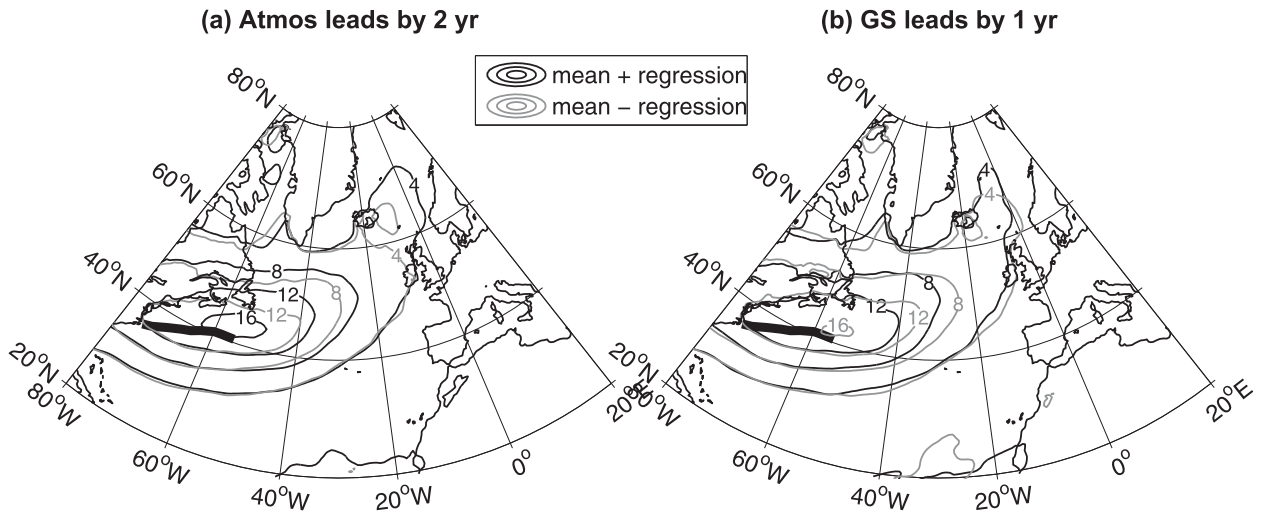 (a) Atmos leads by 2 yr
(b) GS leads by 1 yr
mean + regression
mean − regression
80°N
60°N
40°N
20°N
80°W
60°W
40°W
20°W
0°
20°E
4
4
8
8
12
12
16
80°N
60°N
40°N
20°N
80°W
60°W
40°W
20°W
0°
20°E
4
4
8
8
12
12
16